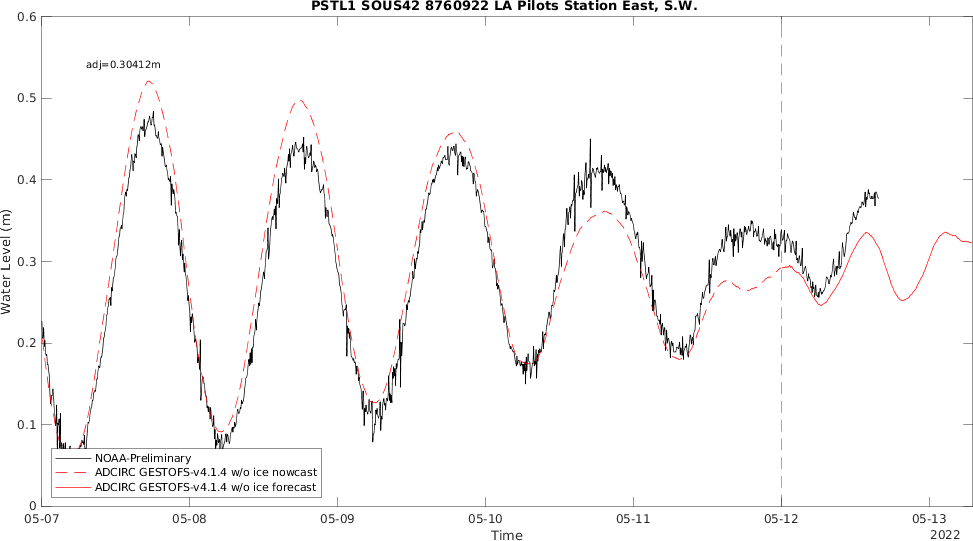 PSTL1 SOUS42 8760922 LA Pilots Station East, S.W.
0.6
0.5
0.4
0.3
0.2
0.1
0
Water Level (m)
adj=0.30412m
NOAA-Preliminary
ADCIRC GESTOFS-v4.1.4 w/o ice nowcast
ADCIRC GESTOFS-v4.1.4 w/o ice forecast
05-07 05-08 05-09 05-10 05-11 05-12 05-13
Time
2022